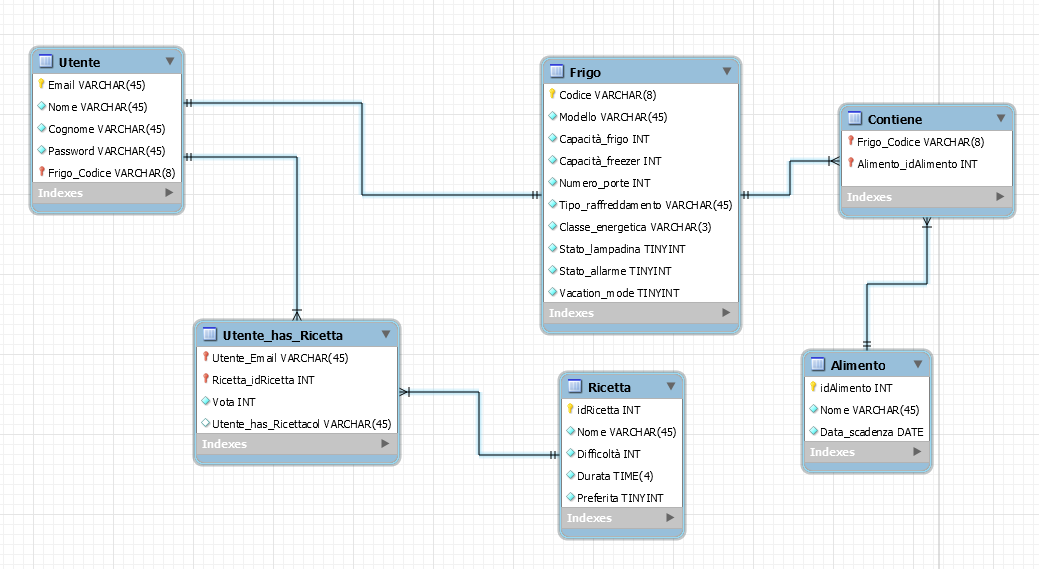 Utente
Email VARCHAR(45)
Nome VARCHAR(45)
Cognome VARCHAR(45)
Password VARCHAR(45)
Frigo_Codice VARCHAR(8)
Indexes
Frigo
Codice VARCHAR(8)
Modello VARCHAR(45)
Capacità_frigo INT
Capacità_freezer INT
Numero_porte INT
Tipo_raffreddamento VARCHAR(45)
Classe_energetica VARCHAR(3)
Stato_lampadina TINYINT
Stato_allarme TINYINT
Vacation_mode TINYINT
Indexes
Contiene
Frigo_Codice VARCHAR(8)
Alimento_idAlimento INT
Indexes
Utente_has_Ricetta
Utente_Email VARCHAR(45)
Ricetta_idRicetta INT
Vota INT
Utente_has_Ricettacol VARCHAR(45)
Indexes
Ricetta
idRicetta INT
Nome VARCHAR(45)
Difficoltà INT
Durata TIME(4)
Preferita TINYINT
Indexes
Alimento
idAlimento INT
Nome VARCHAR(45)
Data_scadenza DATE
Indexes